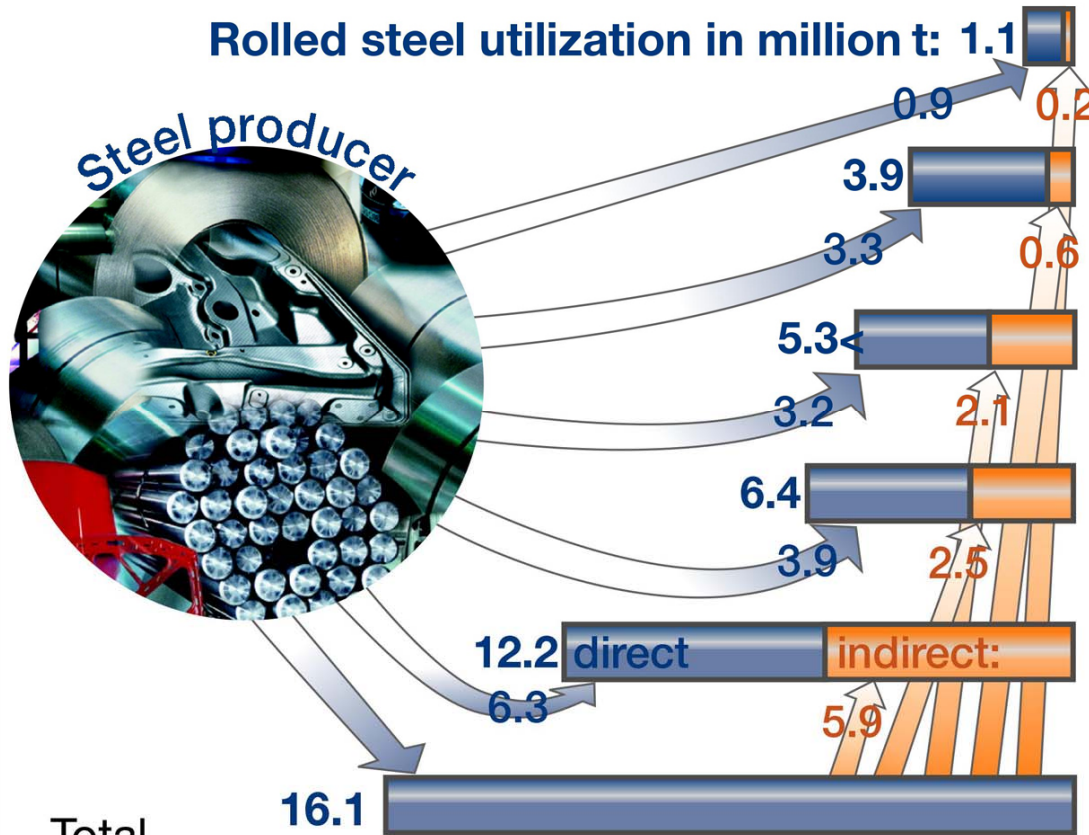 Rolled steel utilization in million t: 1.1
0.9 0.2
Steel producer
3.9
3.3 0.6
5.3<
3.2 2.1
6.4
3.9 2.5
12.2 direct indirect:
6.3 5.9
16.1
Total